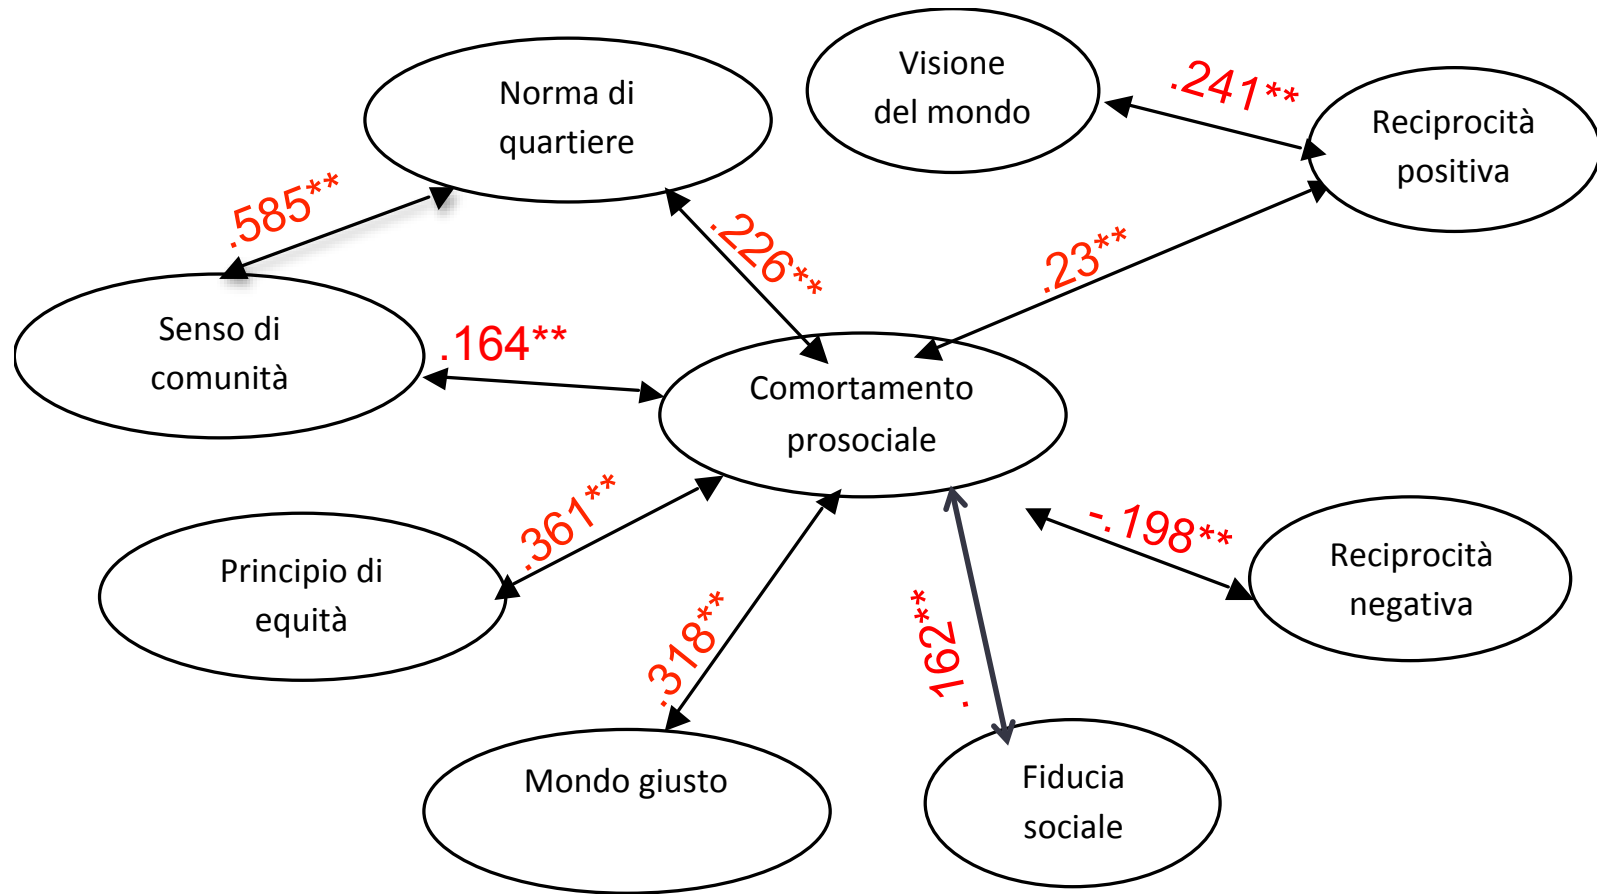 Norma di
quartiere
Visione
del mondo
.241**
Reciprocità
positiva
.585**
.226**
.23**
Senso di
comunità
.164**
Comortamento
prosociale
.361**
-.198**
Principio di
equità
Reciprocità
negativa
.318**
.162**
Mondo giusto
Fiducia
sociale